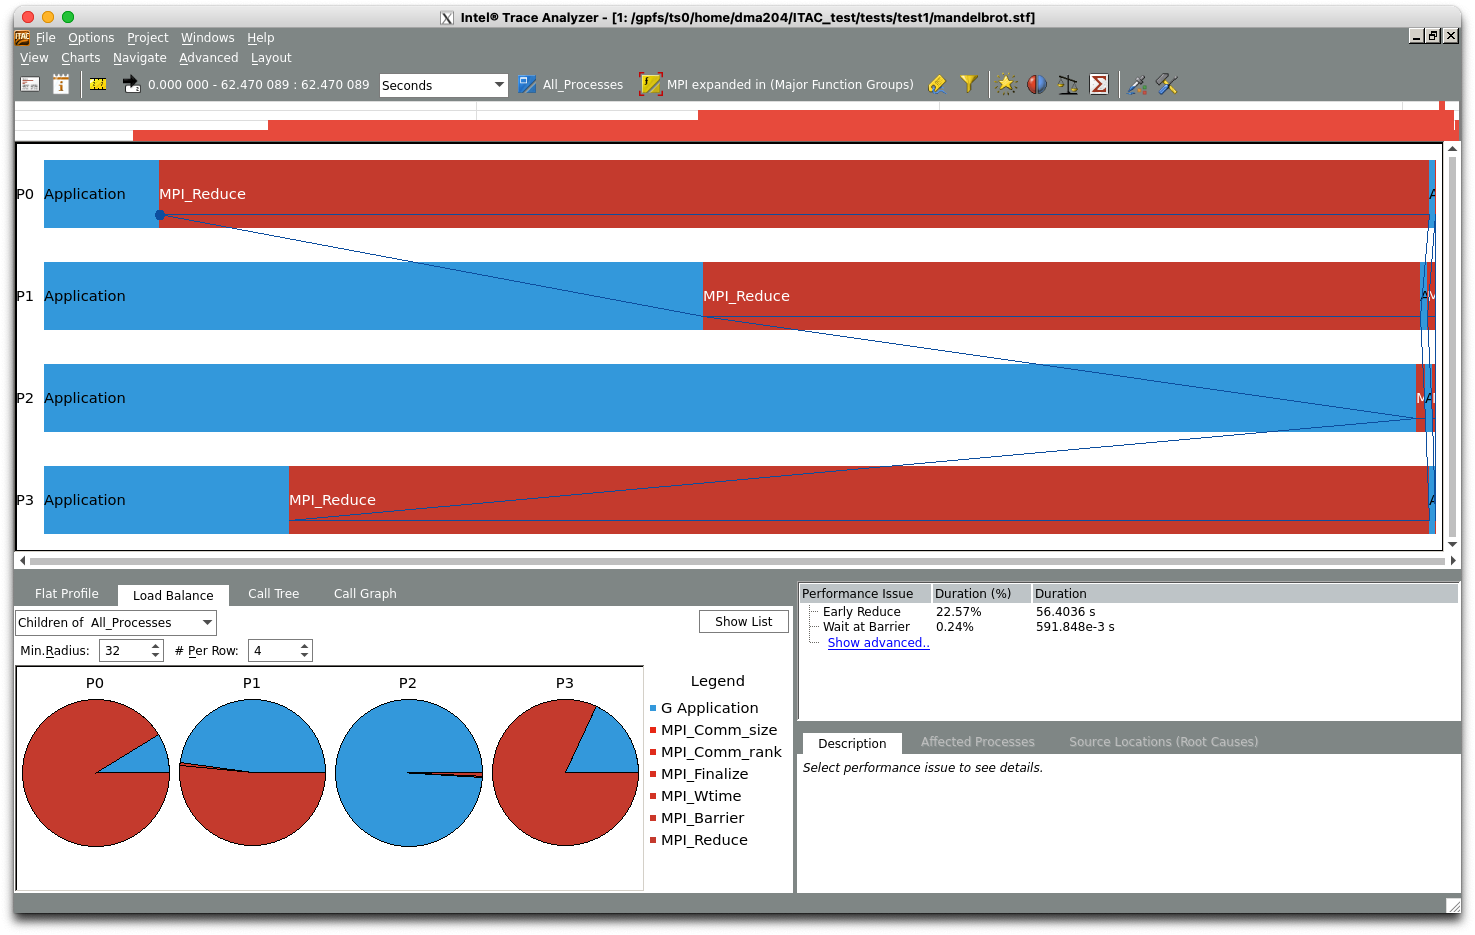 Intel® Trace Analyzer - [1: /gpfs/ts0/home/dma204/ITAC_test/tests/test1/mandelbrot.stf]
ITAC File Options Project Windows Help
View Charts Navigate Advanced Layout
0.000 000 - 62.470 089 : 62.470 089 Seconds All_Processes MPI expanded in (Major Function Groups)
P0 Application MPI_Reduce A
P1 Application MPI_Reduce A M
P2 Application M A
P3 Application MPI_Reduce A
Flat Profile Load Balance Call Tree Call Graph
Children of All_Processes Show List
Min.Radius: 32 # Per Row: 4
P0 P1 P2 P3
Legend
G Application
MPI_Comm_size
MPI_Comm_rank
MPI_Finalize
MPI_Wtime
MPI_Barrier
MPI_Reduce
Performance Issue Duration (%) Duration
Early Reduce 22.57% 56.4036 s
Wait at Barrier 0.24% 591.848e-3 s
Show advanced..
Description Affected Processes Source Locations (Root Causes)
Select performance issue to see details.